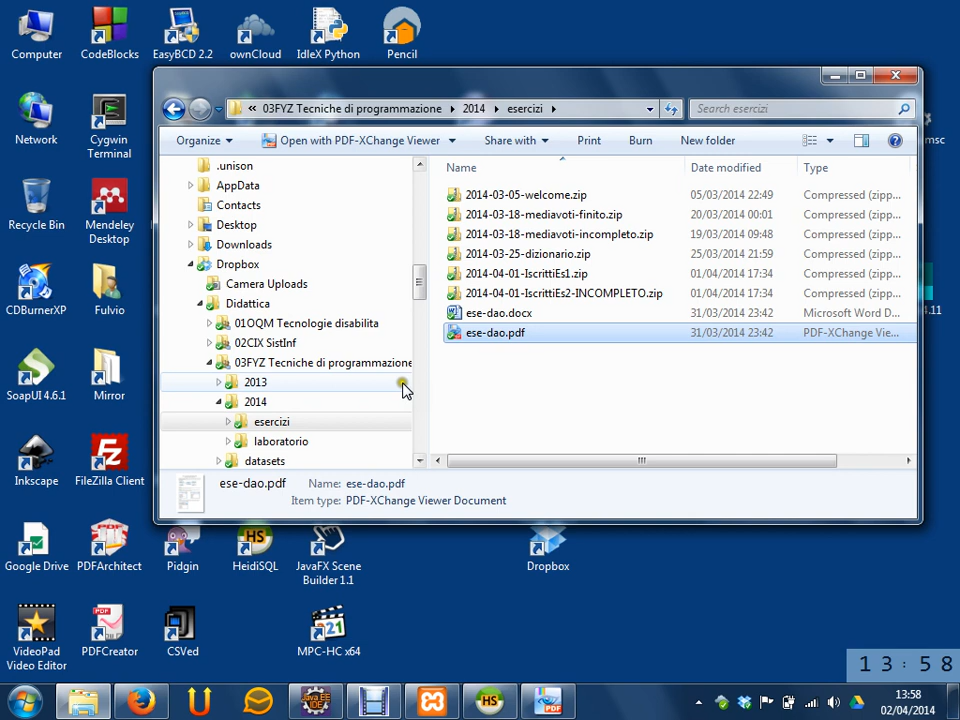 Computer
CodeBlocks
EasyBCD 2.2
ownCloud
IdleX Python
Pencil
« 03FYZ Tecniche di programmazione 2014 esercizi
Search esercizi
Organize
Open with PDF-XChange Viewer
Share with
Print
Burn
New folder
Network
Cygwin
Terminal
msc
.unison
AppData
Contacts
Desktop
Downloads
Dropbox
Camera Uploads
Didattica
01OQM Tecnologie disabilita
02CIX SistInf
03FYZ Tecniche di programmazione
2013
2014
esercizi
laboratorio
datasets
Name Date modified Type
2014-03-05-welcome.zip 05/03/2014 22:49 Compressed (zipp...
2014-03-18-mediavoti-finito.zip 20/03/2014 00:01 Compressed (zipp...
2014-03-18-mediavoti-incompleto.zip 19/03/2014 09:48 Compressed (zipp...
2014-03-25-dizionario.zip 25/03/2014 21:59 Compressed (zipp...
2014-04-01-IscrittiEs1.zip 01/04/2014 17:34 Compressed (zipp...
2014-04-01-IscrittiEs2-INCOMPLETO.zip 01/04/2014 17:34 Compressed (zipp...
ese-dao.docx 31/03/2014 23:42 Microsoft Word D...
ese-dao.pdf 31/03/2014 23:42 PDF-XChange Vie...
Recycle Bin
Mendeley
Desktop
CDBurnerXP
Fulvio
4.11
SoapUI 4.6.1
Mirror
Inkscape
FileZilla Client
ese-dao.pdf Name: ese-dao.pdf
Item type: PDF-XChange Viewer Document
Google Drive
PDFArchitect
Pidgin
HeidiSQL
JavaFX Scene
Builder 1.1
Dropbox
VideoPad
Video Editor
PDFCreator
CSVed
MPC-HC x64
13:58
13:58
02/04/2014